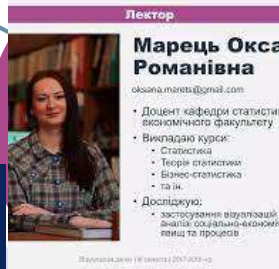 Лектор
Марець Окса
Романівна
oksana.marets@gmail.com
• Доцент кафедри статисти
економічного факультету
• Викладаю курси:
• Статистика
• Теорія статистики
• Бізнес-статистика
• та ін.
• Досліджую:
• застосування візуалізації
аналізі соціально-економі
явищ та процесів